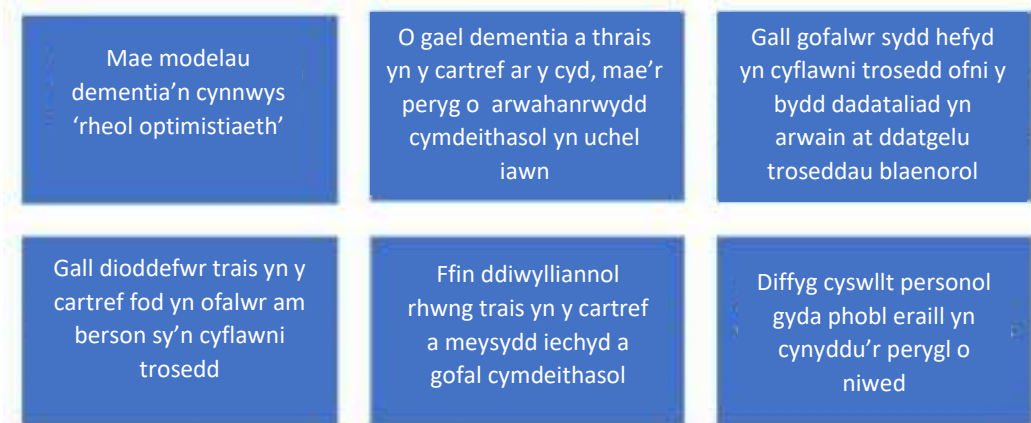 Mae modelau
dementia'n cynnwys
'rheol optimistiaeth'
O gael dementia a thrais
yn y cartref ar y cyd, mae'r
peryg o arwahanrwydd
cymdeithasol yn uchel
iawn
Gall gofalwr sydd hefyd
yn cyflawni trosedd ofni y
bydd dadataliad yn
arwain at ddatgelu
troseddau blaenorol
Gall dioddefwr trais yn y
cartref fod yn ofalwr am
berson sy'n cyflawni
trosedd
Ffin ddiwylliannol
rhwng trais yn y cartref
a meysydd iechyd a
gofal cymdeithasol
Diffyg cyswllt personol
gyda phobl eraill yn
cynyddu'r perygl o
niwed